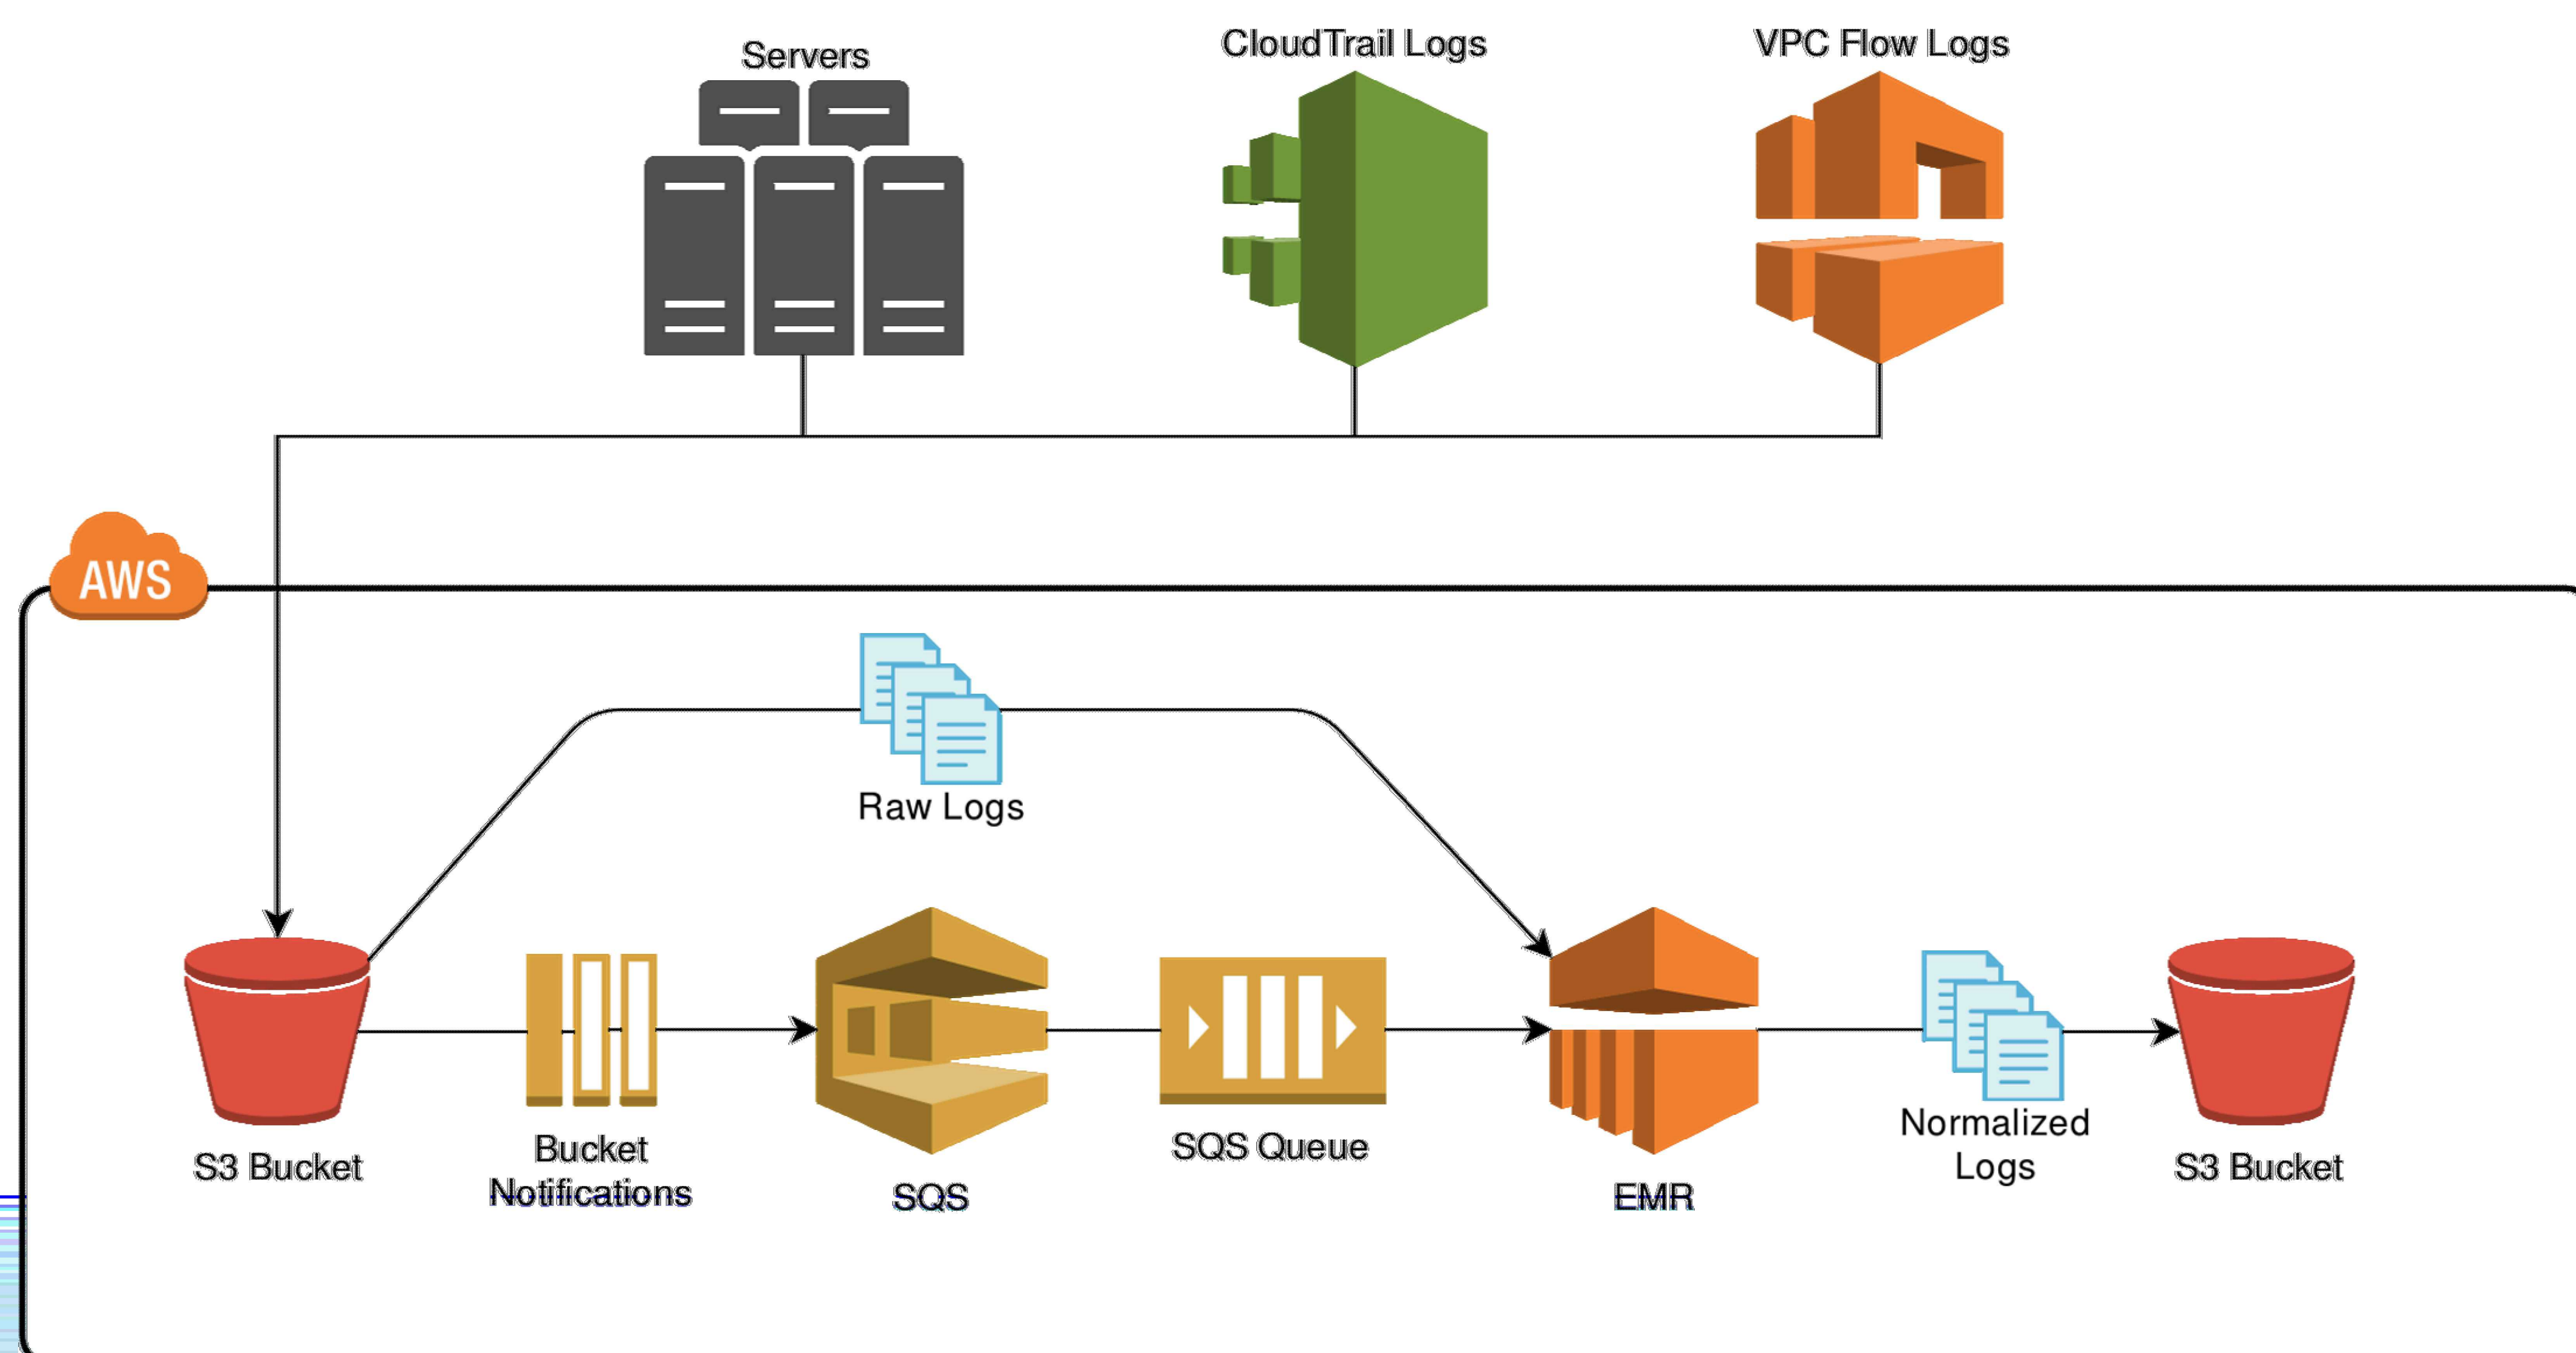 Servers
CloudTrail Logs
VPC Flow Logs
AWS
Raw Logs
S3 Bucket
Bucket
Notifications
SQS
SQS Queue
EMR
Normalized
Logs
S3 Bucket